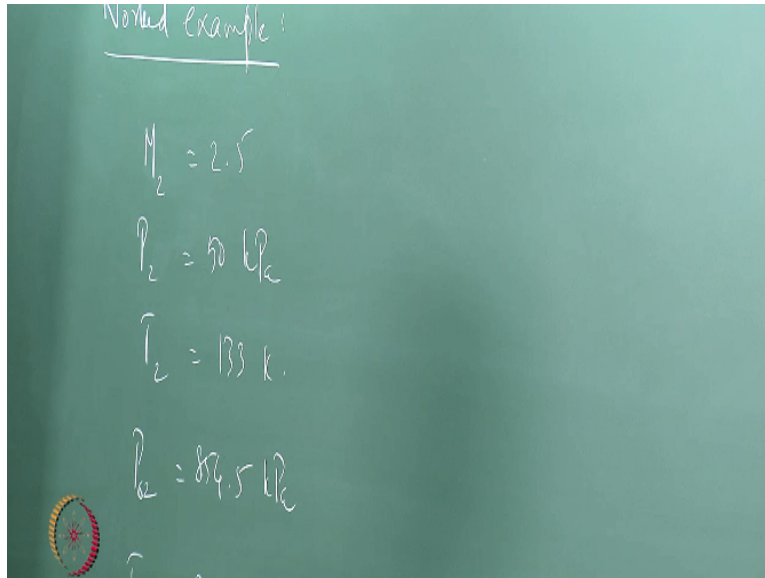 Worked example:
M₂ = 2.5
P₂ = 50 kPa
T₂ = 133 K.
P₀₂ = 854.5 kPa